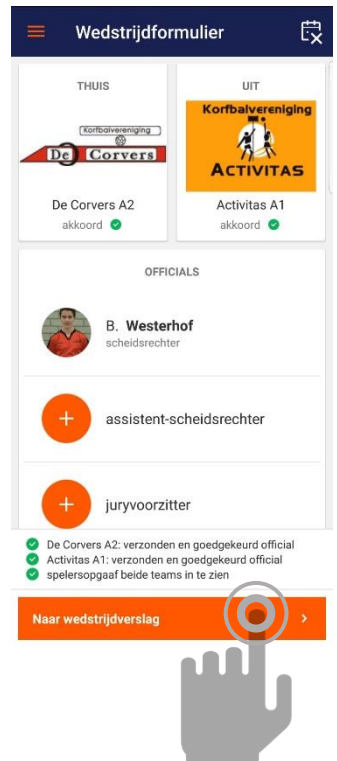 Wedstrijdformulier
THUIS
Korfbalvereniging
De Corvers
De Corvers A2
akkoord
UIT
Korfbalvereniging
ACTIVITAS
Activitas A1
akkoord
OFFICIALS
B. Westerhof
scheidsrechter
assistent-scheidsrechter
juryvoorzitter
De Corvers A2: verzonden en goedgekeurd official
Activitas A1: verzonden en goedgekeurd official
spelersopgaaf beide teams in te zien
Naar wedstrijdverslag